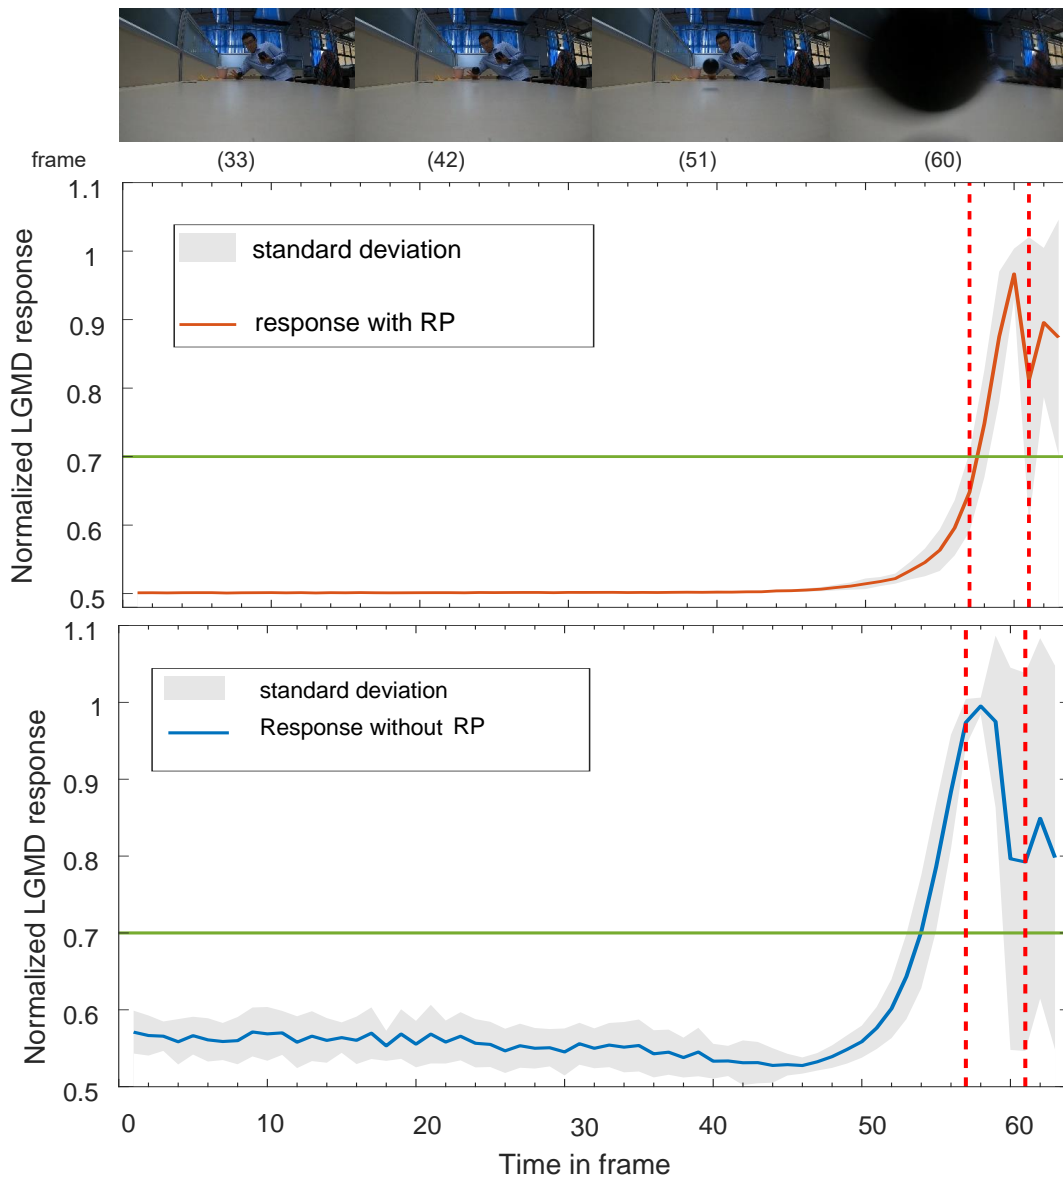 frame (33) (42) (51) (60)
Normalized LGMD response
1.1
1
0.9
0.8
0.7
0.6
0.5
standard deviation
response with RP
Normalized LGMD response
1.1
1
0.9
0.8
0.7
0.6
0.5
standard deviation
Response without RP
0 10 20 30 40 50 60
Time in frame